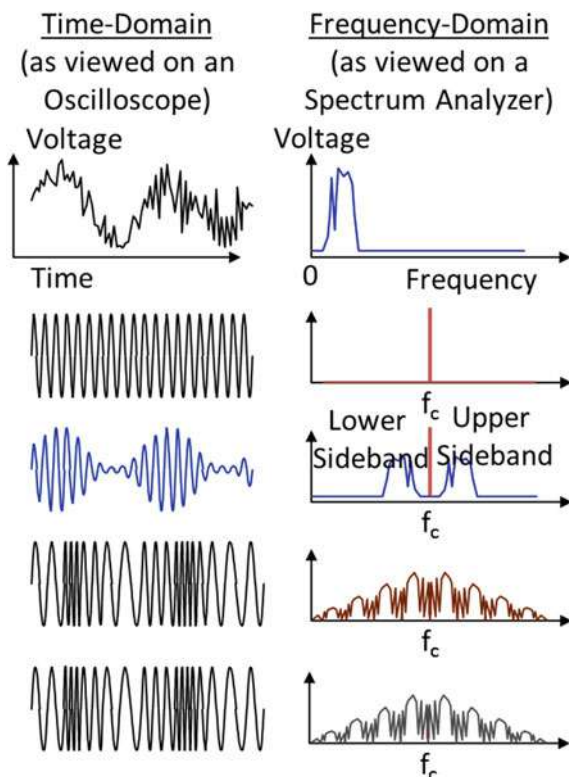 Time-Domain
(as viewed on an
Oscilloscope)
Frequency-Domain
(as viewed on a
Spectrum Analyzer)
Voltage
Time
Voltage
0
Frequency
fc
Lower
Sideband
Upper
Sideband
fc
fc
fc